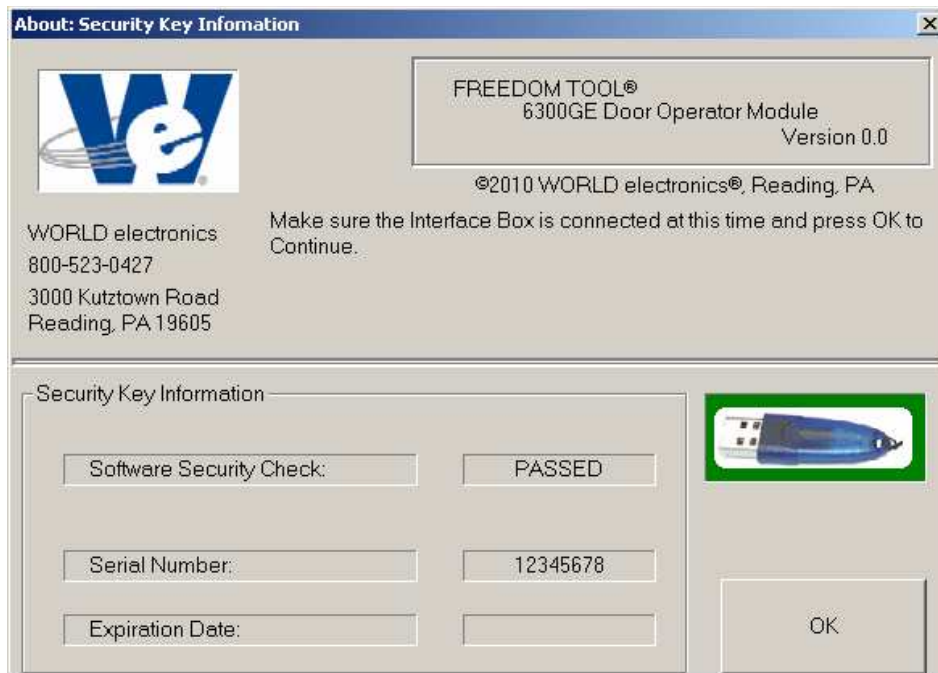 About: Security Key Infomation
We
FREEDOM TOOL®
6300GE Door Operator Module
Version 0.0
©2010 WORLD electronics®, Reading, PA
Make sure the Interface Box is connected at this time and press OK to
Continue.
WORLD electronics
800-523-0427
3000 Kutztown Road
Reading, PA 19605
Security Key Information
Software Security Check: PASSED
Serial Number: 12345678
Expiration Date:
OK